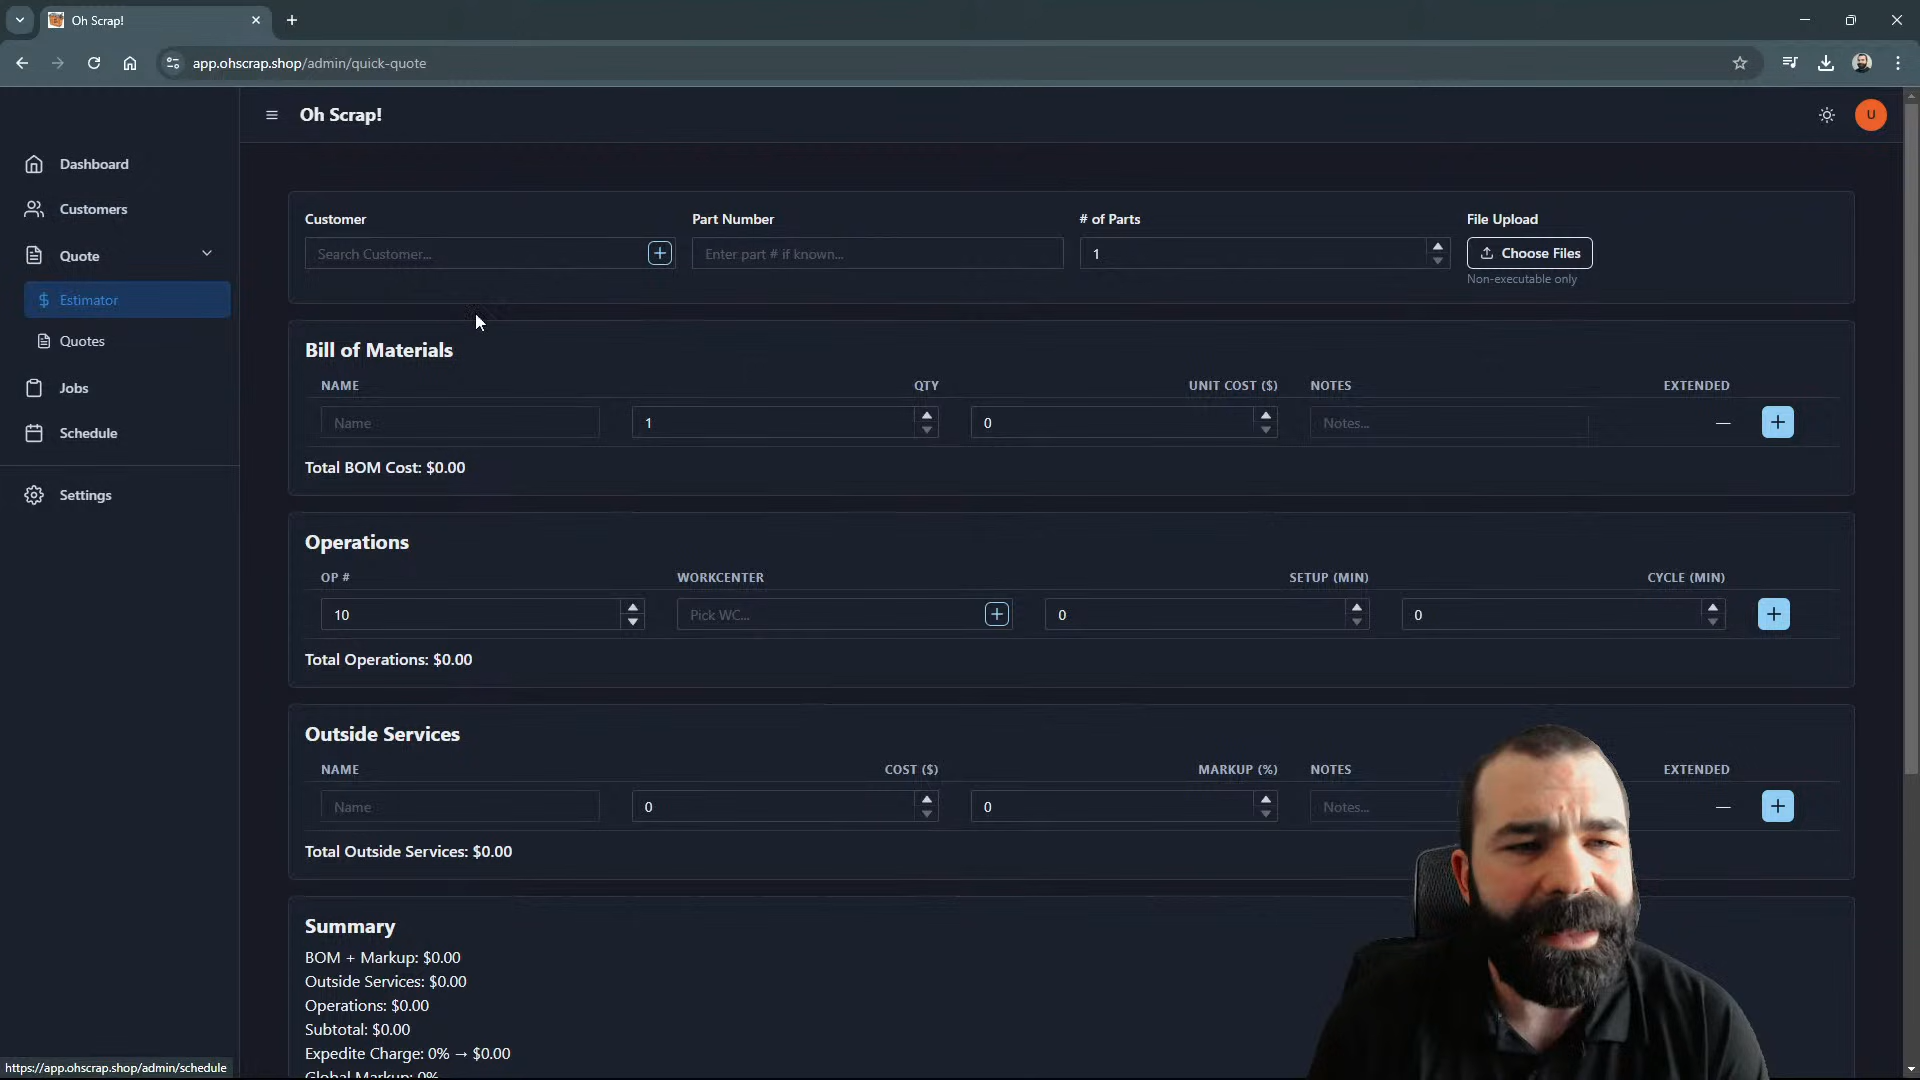 Oh Scrap!
app.ohscrap.shop/admin/quick-quote
Oh Scrap!
U
Dashboard
Customers
Quote
Estimator
Quotes
Jobs
Schedule
Settings
Customer
Part Number
# of Parts
File Upload
Search Customer...
Enter part # if known...
1
Choose Files
Non-executable only
Bill of Materials
NAME QTY UNIT COST ($) NOTES EXTENDED
Name 1 0 Notes... —
Total BOM Cost: $0.00
Operations
OP # WORKCENTER SETUP (MIN) CYCLE (MIN)
10 Pick WC... 0 0
Total Operations: $0.00
Outside Services
NAME COST ($) MARKUP (%) NOTES EXTENDED
Name 0 0 Notes... —
Total Outside Services: $0.00
Summary
BOM + Markup: $0.00
Outside Services: $0.00
Operations: $0.00
Subtotal: $0.00
Expedite Charge: 0% → $0.00
Global Markup: 0%
https://app.ohscrap.shop/admin/schedule